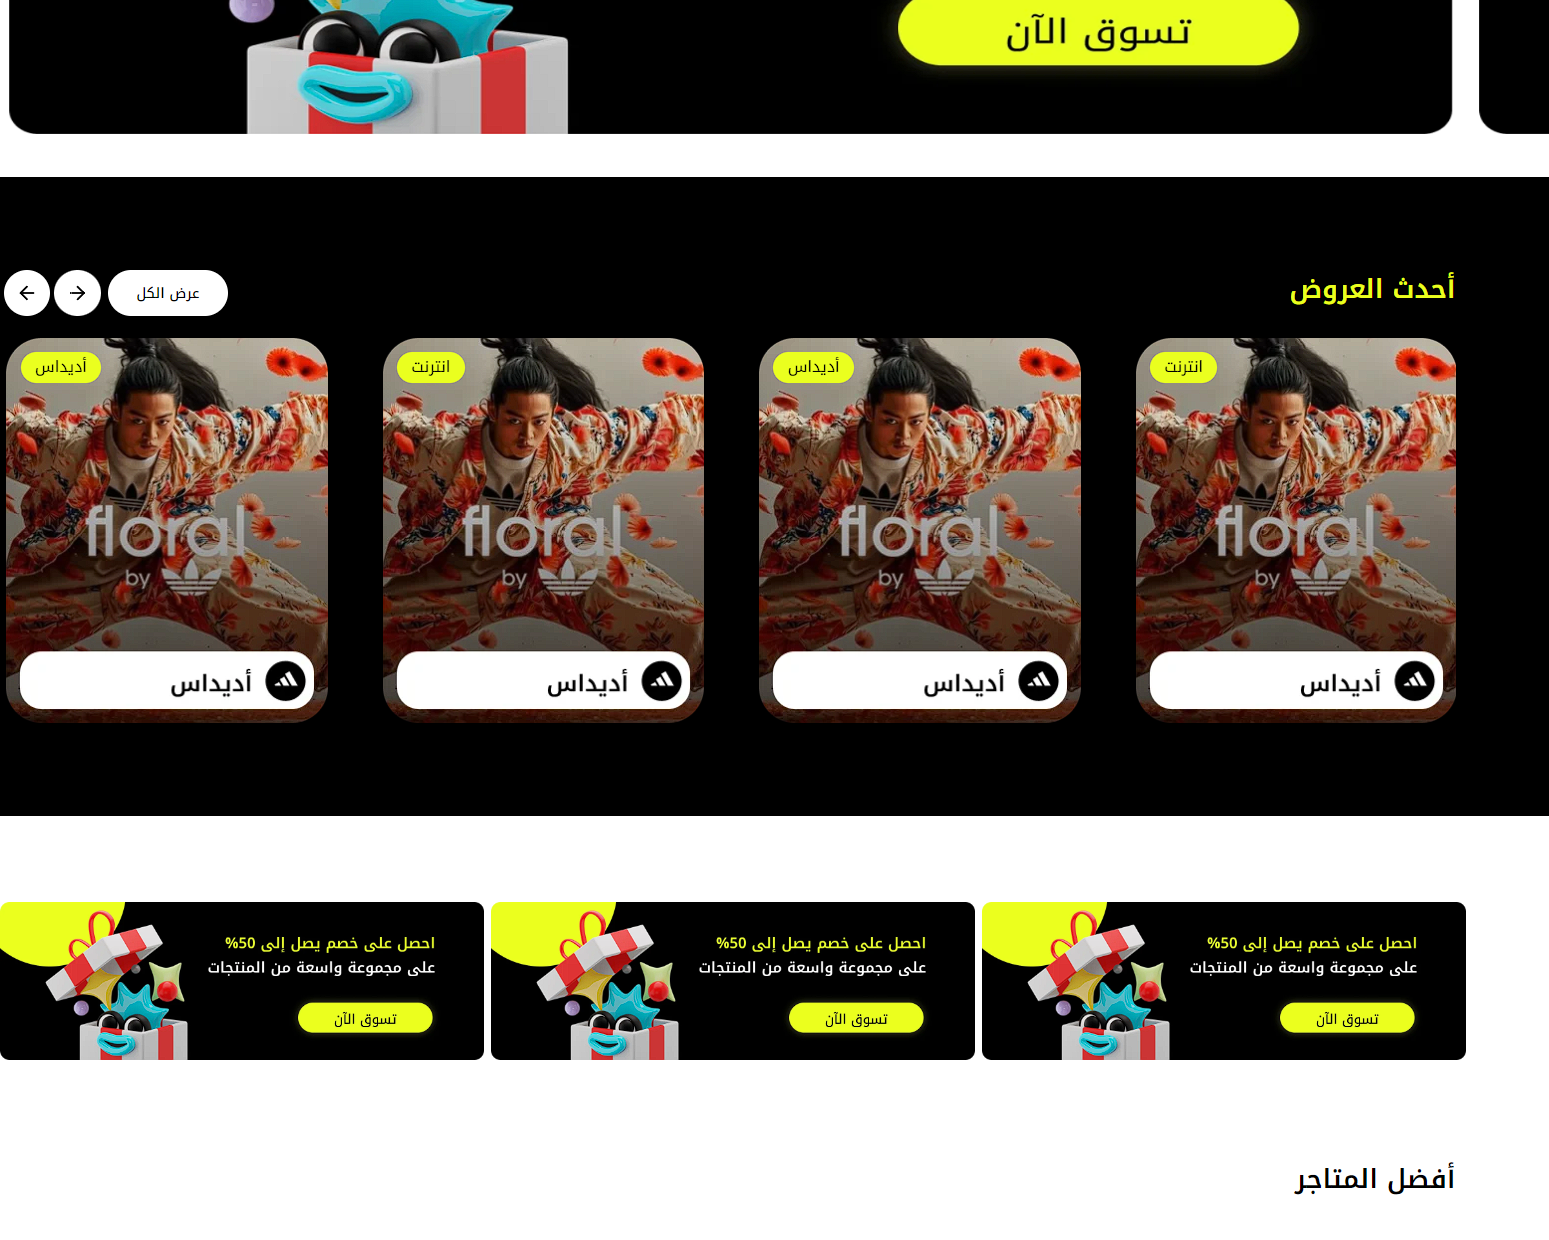 تسوق الآن
أحدث العروض
عرض الكل
انترنت
floral
by
أديداس
أديداس
floral
by
أديداس
انترنت
floral
by
أديداس
أديداس
floral
by
أديداس
احصل على خصم يصل إلى 50%
على مجموعة واسعة من المنتجات
تسوق الآن
احصل على خصم يصل إلى 50%
على مجموعة واسعة من المنتجات
تسوق الآن
احصل على خصم يصل إلى 50%
على مجموعة واسعة من المنتجات
تسوق الآن
أفضل المتاجر